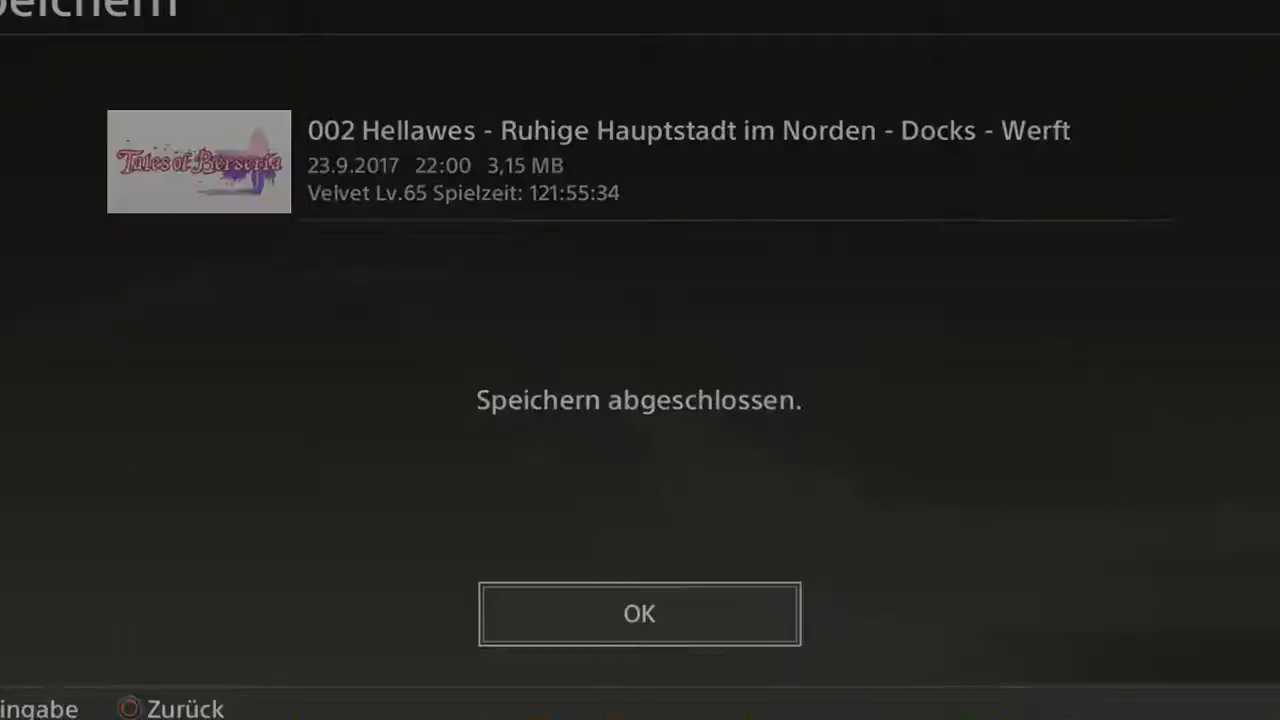 Speichern
Tales of Berseria
002 Hellawes - Ruhige Hauptstadt im Norden - Docks - Werft
23.9.2017 22:00 3,15 MB
Velvet Lv.65 Spielzeit: 121:55:34
Speichern abgeschlossen.
OK
ingabe Zurück